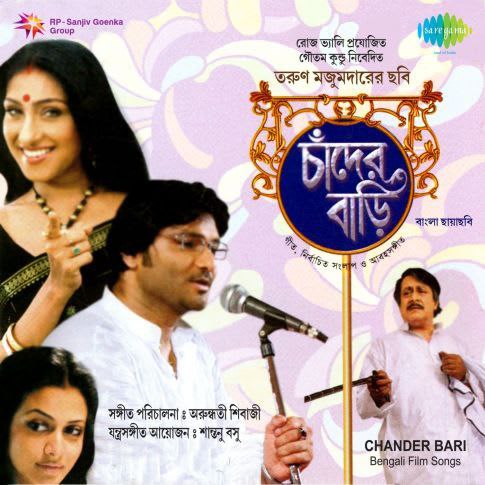 RP - Sanjiv Goenka
Group
saregama
রোজ ভ্যালি প্রযোজিত
গৌতম কুন্ডু নিবেদিত
তরুণ মজুমদারের ছবি
চাঁদের
বাড়ি
বাংলা ছায়াছবি
গীত, নির্বাচিত সংলাপ ও আবহসঙ্গীত
সঙ্গীত পরিচালনা : অরুন্ধতী শিবাজী
যন্ত্রসঙ্গীত আয়োজন : শান্তনু বসু
CHANDER BARI
Bengali Film Songs